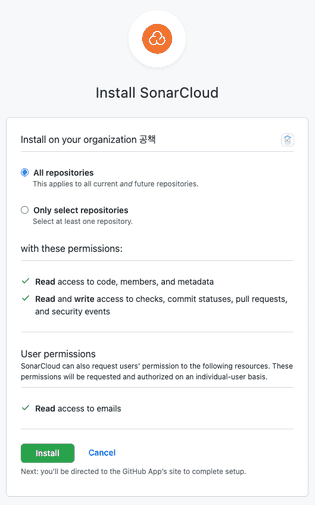 Install SonarCloud
Install on your organization 공책
All repositories
This applies to all current and future repositories.
Only select repositories
Select at least one repository.
with these permissions:
Read access to code, members, and metadata
Read and write access to checks, commit statuses, pull requests,
and security events
User permissions
SonarCloud can also request users' permission to the following resources. These
permissions will be requested and authorized on an individual-user basis.
Read access to emails
Install Cancel
Next: you'll be directed to the GitHub App's site to complete setup.